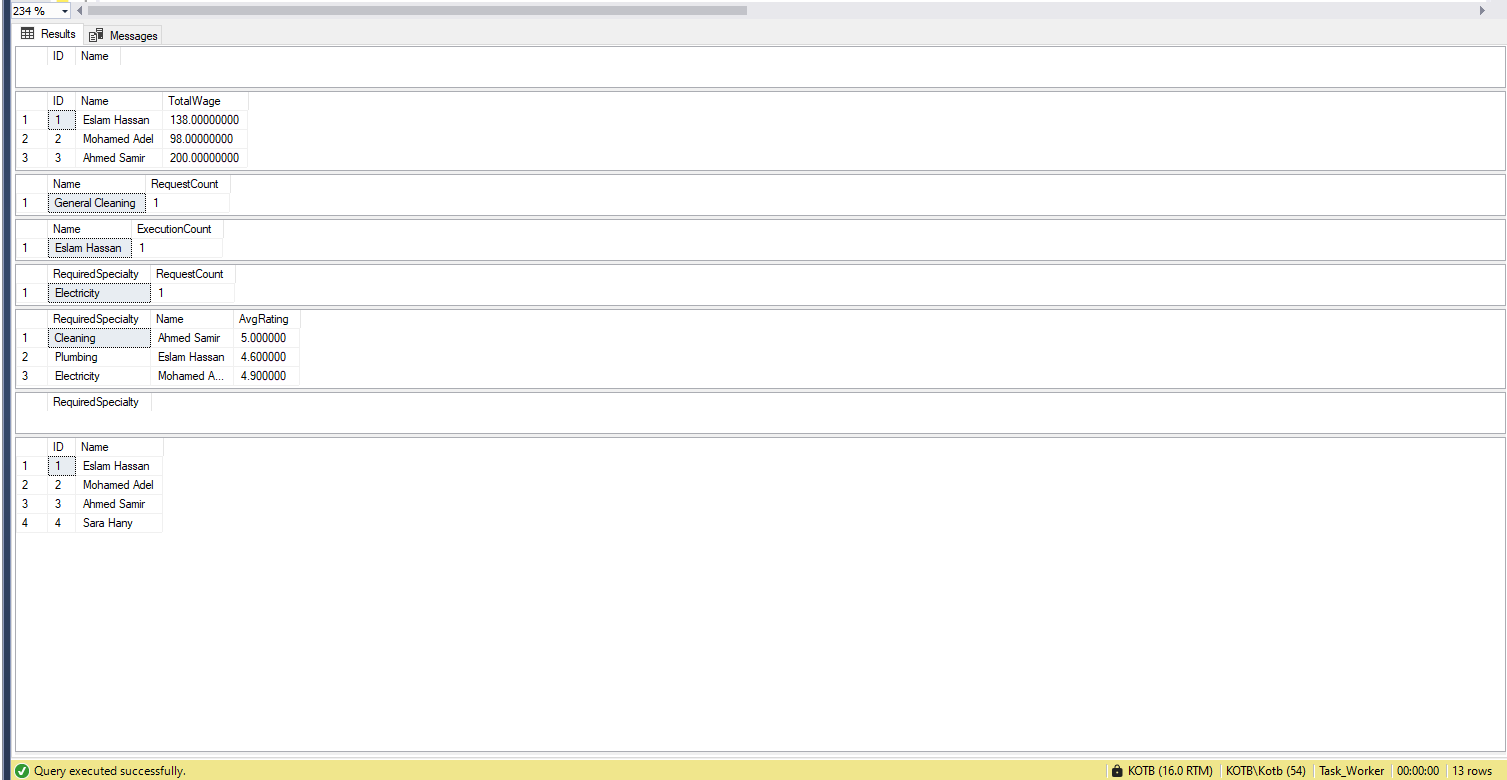 234 %
Results Messages
ID Name
ID Name TotalWage
1 1 Eslam Hassan 138.00000000
2 2 Mohamed Adel 98.00000000
3 3 Ahmed Samir 200.00000000
Name RequestCount
1 General Cleaning 1
Name ExecutionCount
1 Eslam Hassan 1
RequiredSpecialty RequestCount
1 Electricity 1
RequiredSpecialty Name AvgRating
1 Cleaning Ahmed Samir 5.000000
2 Plumbing Eslam Hassan 4.600000
3 Electricity Mohamed A... 4.900000
RequiredSpecialty
ID Name
1 1 Eslam Hassan
2 2 Mohamed Adel
3 3 Ahmed Samir
4 4 Sara Hany
Query executed successfully. KOTB (16.0 RTM) KOTB\Kotb (54) Task_Worker 00:00:00 13 rows